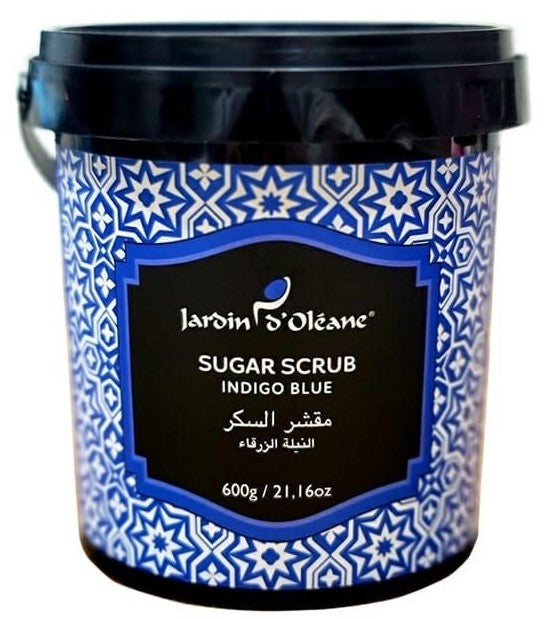 Jardin d'Oléane®
SUGAR SCRUB
INDIGO BLUE
مقشر السكر
النيلة الزرقاء
600g / 21,16oz